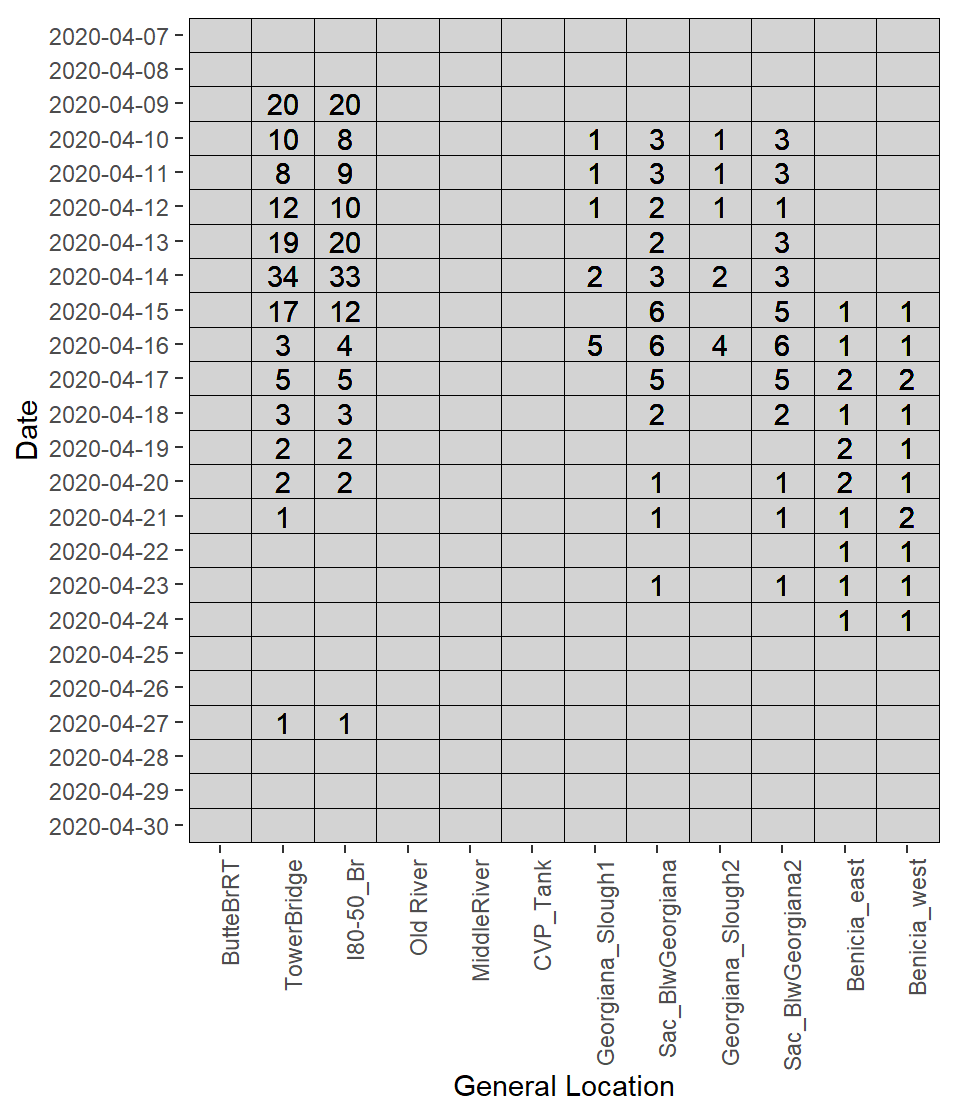 2020-04-07
2020-04-08
2020-04-09 20 20
2020-04-10 10 8 1 3 1 3
2020-04-11 8 9 1 3 1 3
2020-04-12 12 10 1 2 1 1
2020-04-13 19 20 2 3
2020-04-14 34 33 2 3 2 3
2020-04-15 17 12 6 5 1 1
2020-04-16 3 4 5 6 4 6 1 1
2020-04-17 5 5 5 5 2 2
2020-04-18 3 3 2 2 1 1
2020-04-19 2 2 2 1
2020-04-20 2 2 1 1 2 1
2020-04-21 1 1 1 1 2
2020-04-22 1 1
2020-04-23 1 1 1 1
2020-04-24 1 1
2020-04-25
2020-04-26
2020-04-27 1 1
2020-04-28
2020-04-29
2020-04-30
Date
ButteBrRT
TowerBridge
I80-50_Br
Old River
MiddleRiver
CVP_Tank
Georgiana_Slough1
Sac_BlwGeorgiana
Georgiana_Slough2
Sac_BlwGeorgiana2
Benicia_east
Benicia_west
General Location